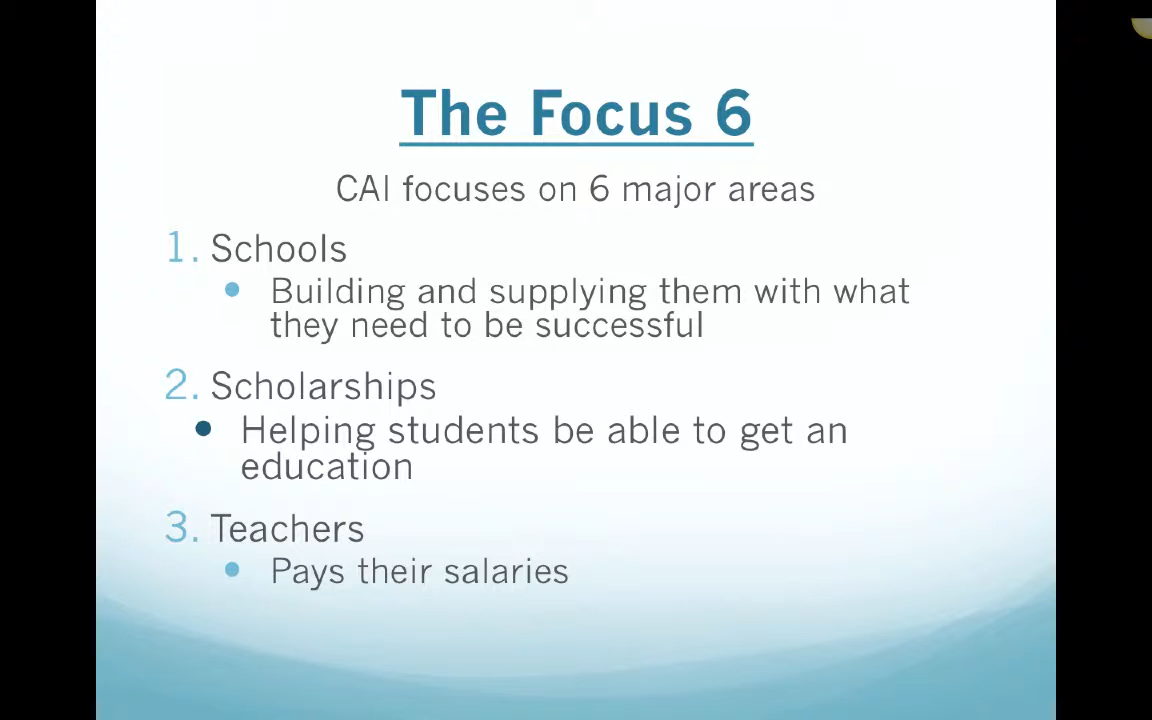 The Focus 6
CAI focuses on 6 major areas
1. Schools
• Building and supplying them with what
they need to be successful
2. Scholarships
• Helping students be able to get an
education
3. Teachers
• Pays their salaries